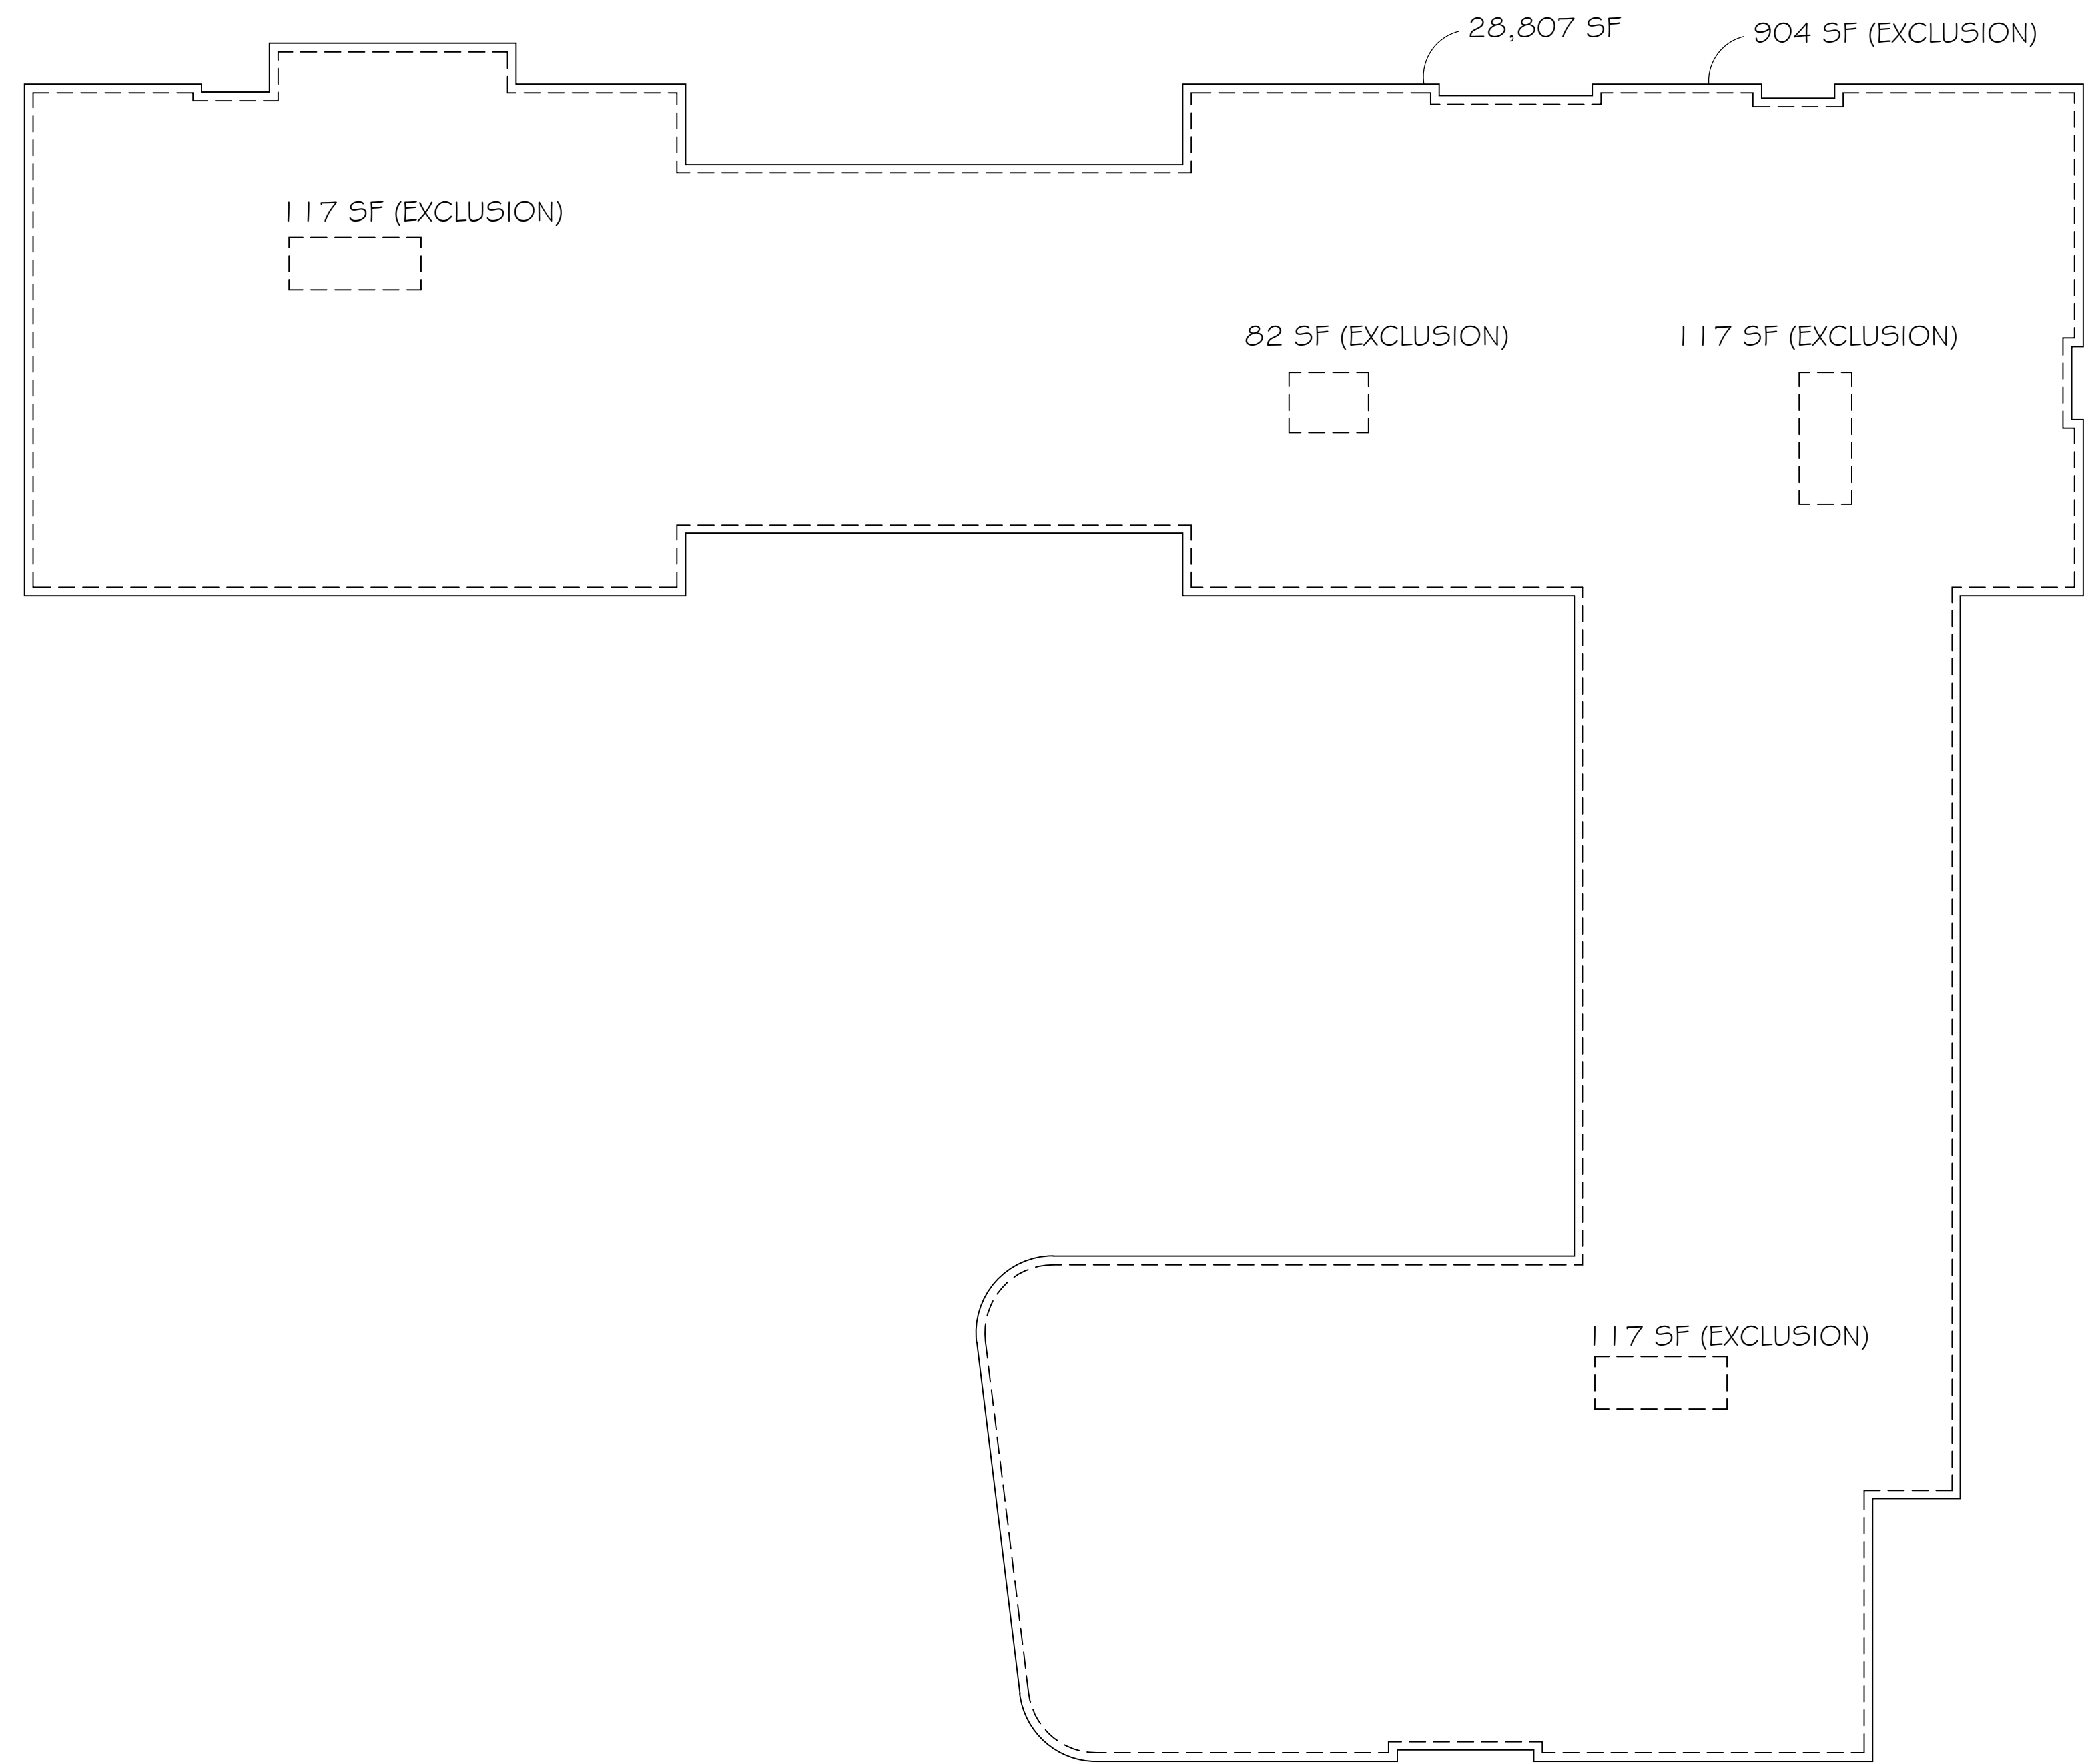 28,807 SF
904 SF (EXCLUSION)
117 SF (EXCLUSION)
82 SF (EXCLUSION)
117 SF (EXCLUSION)
117 SF (EXCLUSION)